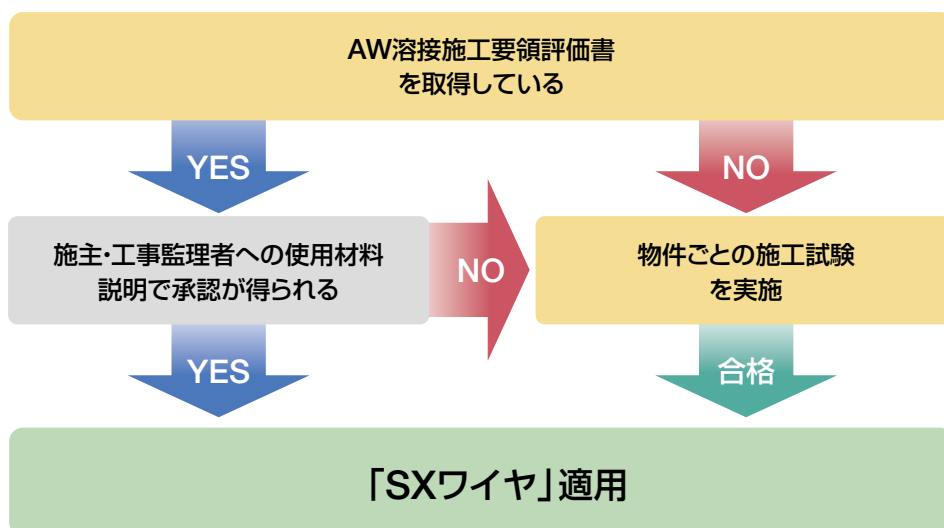 AW溶接施工要領評価書
を取得している
YES
NO
施主・工事監理者への使用材料
説明で承認が得られる
NO
物件ごとの施工試験
を実施
YES
合格
「SXワイヤ」適用